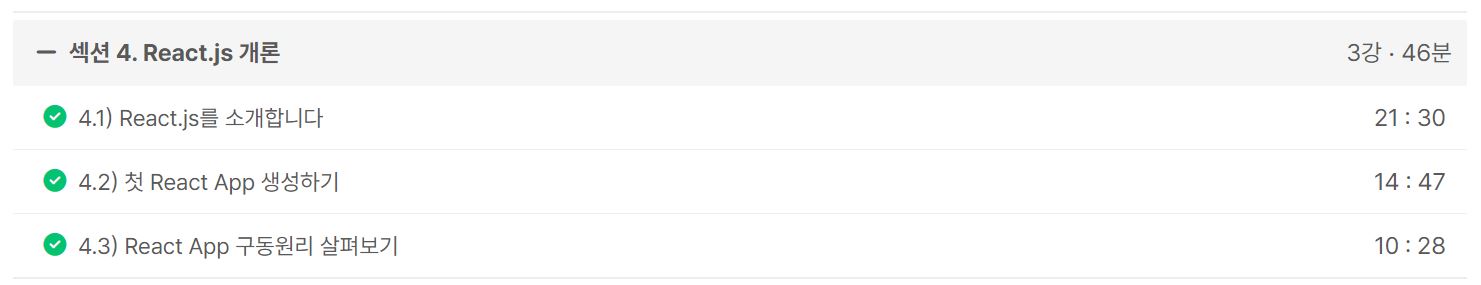 섹션 4. React.js 개론 3강 · 46분
4.1) React.js를 소개합니다 21 : 30
4.2) 첫 React App 생성하기 14 : 47
4.3) React App 구동원리 살펴보기 10 : 28